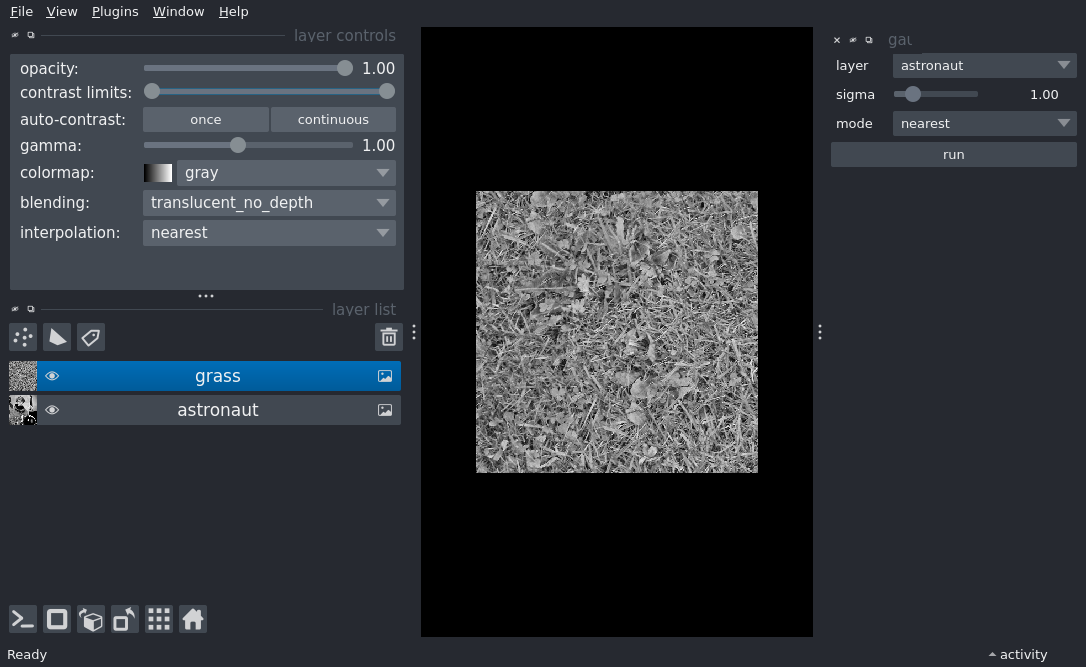 File View Plugins Window Help
layer controls
opacity: 1.00
contrast limits:
auto-contrast: once continuous
gamma: 1.00
colormap: gray
blending: translucent_no_depth
interpolation: nearest
layer list
grass
astronaut
layer astronaut
sigma 1.00
mode nearest
run
Ready
activity